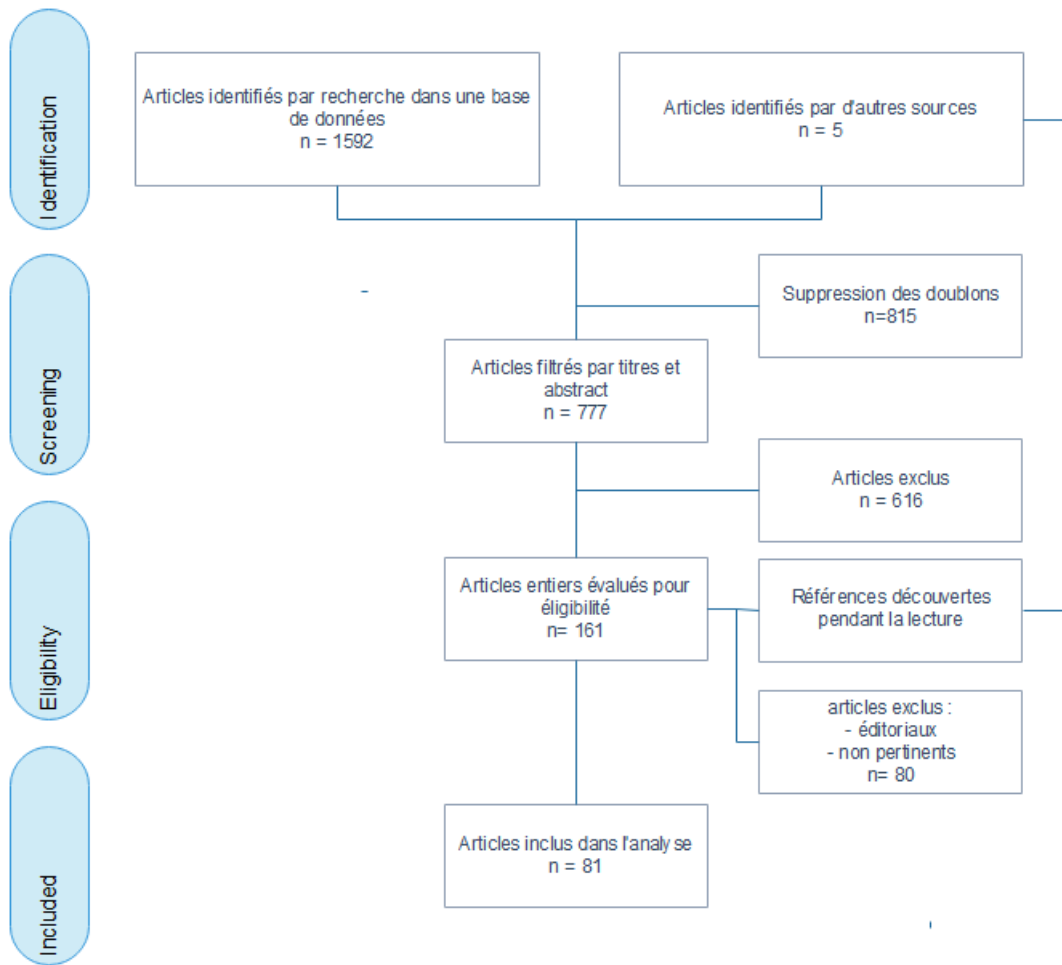 Identification
Articles identifiés par recherche dans une base
de données
n = 1592
Articles identifiés par d'autres sources
n = 5
Screening
Suppression des doublons
n=815
Articles filtrés par titres et
abstract
n = 777
Articles exclus
n = 616
Eligibility
Articles entiers évalués pour
éligibilité
n= 161
Références découvertes
pendant la lecture
articles exclus :
- éditoriaux
- non pertinents
n= 80
Included
Articles inclus dans l'analyse
n = 81